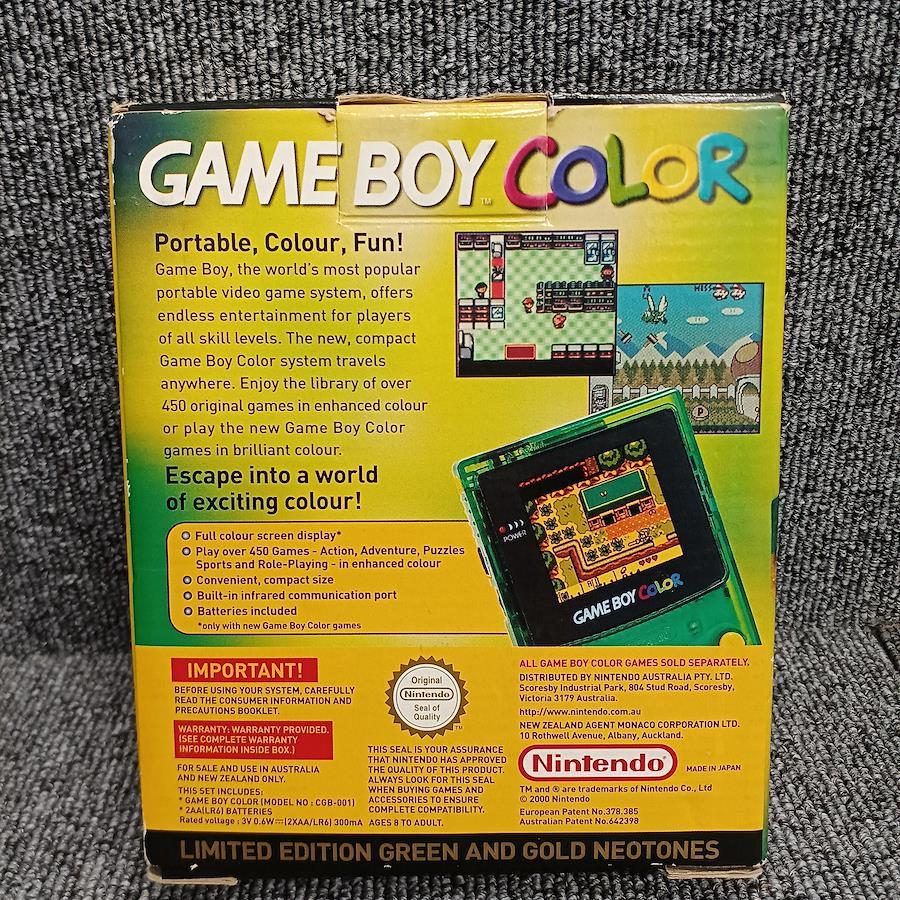 GAME BOY COLOR
TM
Portable, Colour, Fun!
Game Boy, the world's most popular
portable video game system, offers
endless entertainment for players
of all skill levels. The new, compact
Game Boy Color system travels
anywhere. Enjoy the library of over
450 original games in enhanced colour
or play the new Game Boy Color
games in brilliant colour.
Escape into a world
of exciting colour!
Full colour screen display*
Play over 450 Games - Action, Adventure, Puzzles
Sports and Role-Playing - in enhanced colour
Convenient, compact size
Built-in infrared communication port
Batteries included
*only with new Game Boy Color games
MISS
P
POWER
GAME BOY COLOR
IMPORTANT!
BEFORE USING YOUR SYSTEM, CAREFULLY
READ THE CONSUMER INFORMATION AND
PRECAUTIONS BOOKLET.
WARRANTY: WARRANTY PROVIDED.
(SEE COMPLETE WARRANTY
INFORMATION INSIDE BOX.)
FOR SALE AND USE IN AUSTRALIA
AND NEW ZEALAND ONLY.
THIS SET INCLUDES:
* GAME BOY COLOR (MODEL NO : CGB-001)
* 2AA(LR6) BATTERIES
Rated voltage : 3V 0.6W⎓(2XAA/LR6) 300mA
Original
Nintendo
Seal of
Quality
TM
THIS SEAL IS YOUR ASSURANCE
THAT NINTENDO HAS APPROVED
THE QUALITY OF THIS PRODUCT.
ALWAYS LOOK FOR THIS SEAL
WHEN BUYING GAMES AND
ACCESSORIES TO ENSURE
COMPLETE COMPATIBILITY.
AGES 8 TO ADULT.
ALL GAME BOY COLOR GAMES SOLD SEPARATELY.
DISTRIBUTED BY NINTENDO AUSTRALIA PTY. LTD.
Scoresby Industrial Park, 804 Stud Road, Scoresby,
Victoria 3179 Australia.
http://www.nintendo.com.au
NEW ZEALAND AGENT MONACO CORPORATION LTD.
10 Rothwell Avenue, Albany, Auckland.
Nintendo®
MADE IN JAPAN
TM and ® are trademarks of Nintendo Co., Ltd
© 2000 Nintendo
European Patent No.378,385
Australian Patent No.642398
LIMITED EDITION GREEN AND GOLD NEOTONES